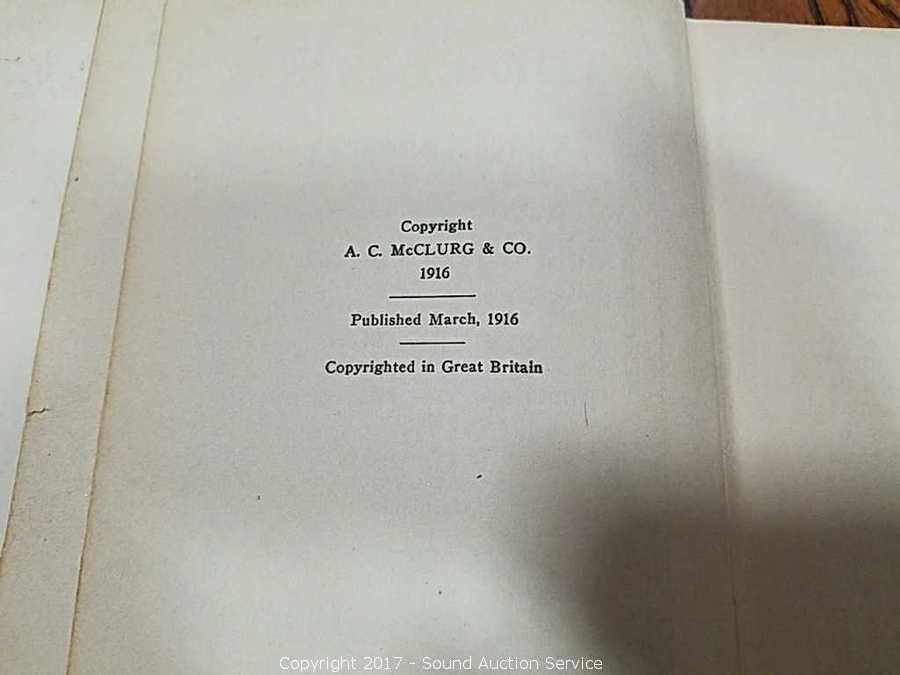 Copyright
A. C. McCLURG & CO.
1916
Published March, 1916
Copyrighted in Great Britain
Copyright 2017 - Sound Auction Service